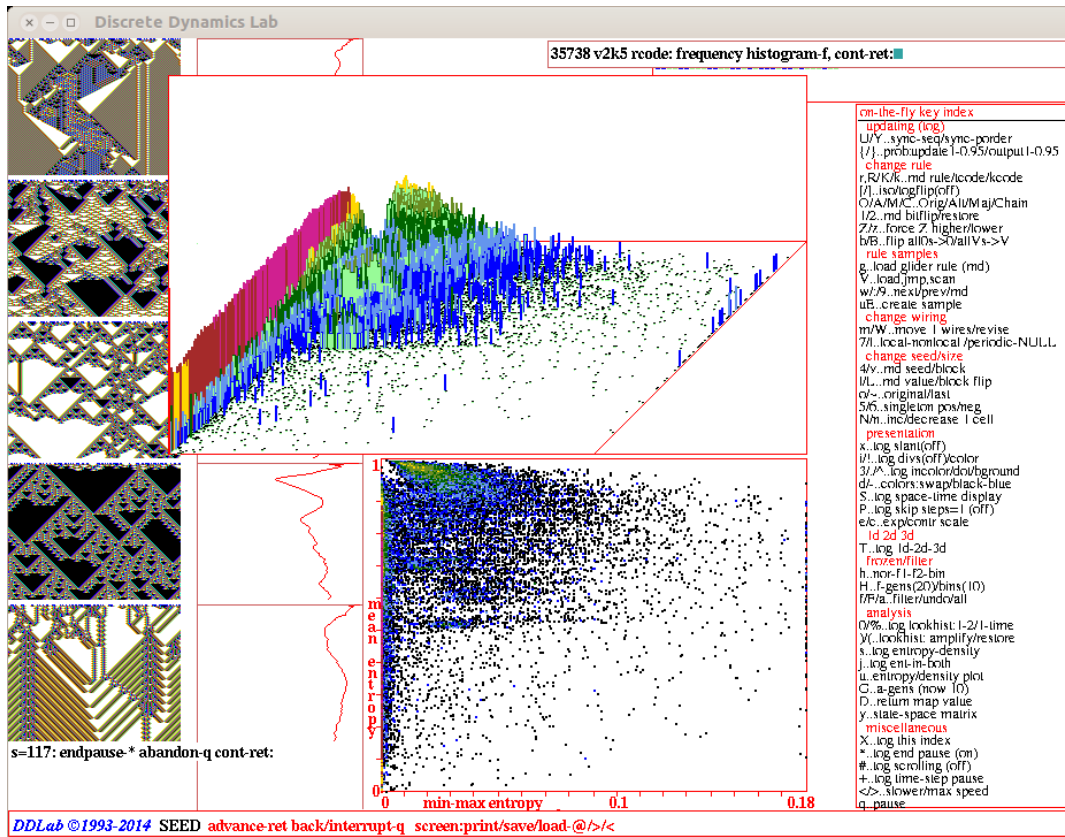 Discrete Dynamics Lab
35738 v2k5 rcode: frequency histogram-f, cont-ret:
on-the-fly key index
updating (tog)
U/Y..sync-seq/sync-porder
{/}..prob:update1-0.95/output1-0.95
change rule
r,R/K/k..rnd rule/tcode/kcode
[/]..iso/togflip(off)
O/A/M/C..Orig/Alt/Maj/Chain
1/2..rnd bitflip/restore
Z/z..force Z higher/lower
b/B..flip all0s->0/allVs->V
rule samples
g..load glider rule (rnd)
V..load,jmp,scan
w/:/9..next/prev/rnd
uE..create sample
change wiring
m/W..move 1 wires/revise
7/l..local-nonlocal /periodic-NULL
change seed/size
4/v..rnd seed/block
I/L..rnd value/block flip
o/~..original/last
5/6..singleton pos/neg
N/n..inc/decrease 1 cell
presentation
x..tog slant(off)
i/!..tog divs(off)/color
3/./^..tog incolor/dot/bground
d/-..colors:swap/black-blue
S..tog space-time display
P..tog skip steps=1 (off)
e/c..exp/contr scale
1d 2d 3d
T..tog 1d-2d-3d
frozen/filter
h..nor-f1-f2-bin
H..f-gens(20)/bins(10)
f/F/a..filter/undo/all
analysis
0/%..tog lookhist: 1-2/1-time
)/(..lookhist: amplify/restore
s..tog entropy-density
j..tog ent-in-both
u..entropy/density plot
G..a-gens (now 10)
D..return map value
y..state-space matrix
miscellaneous
X..tog this index
*..tog end pause (on)
#..tog scrolling (off)
+..tog time-step pause
</>..slower/max speed
q..pause
1
mean entropy
0
0 min-max entropy 0.1 0.18
s=117: endpause-* abandon-q cont-ret:
DDLab ©1993-2014 SEED advance-ret back/interrupt-q screen:print/save/load-@/>/<